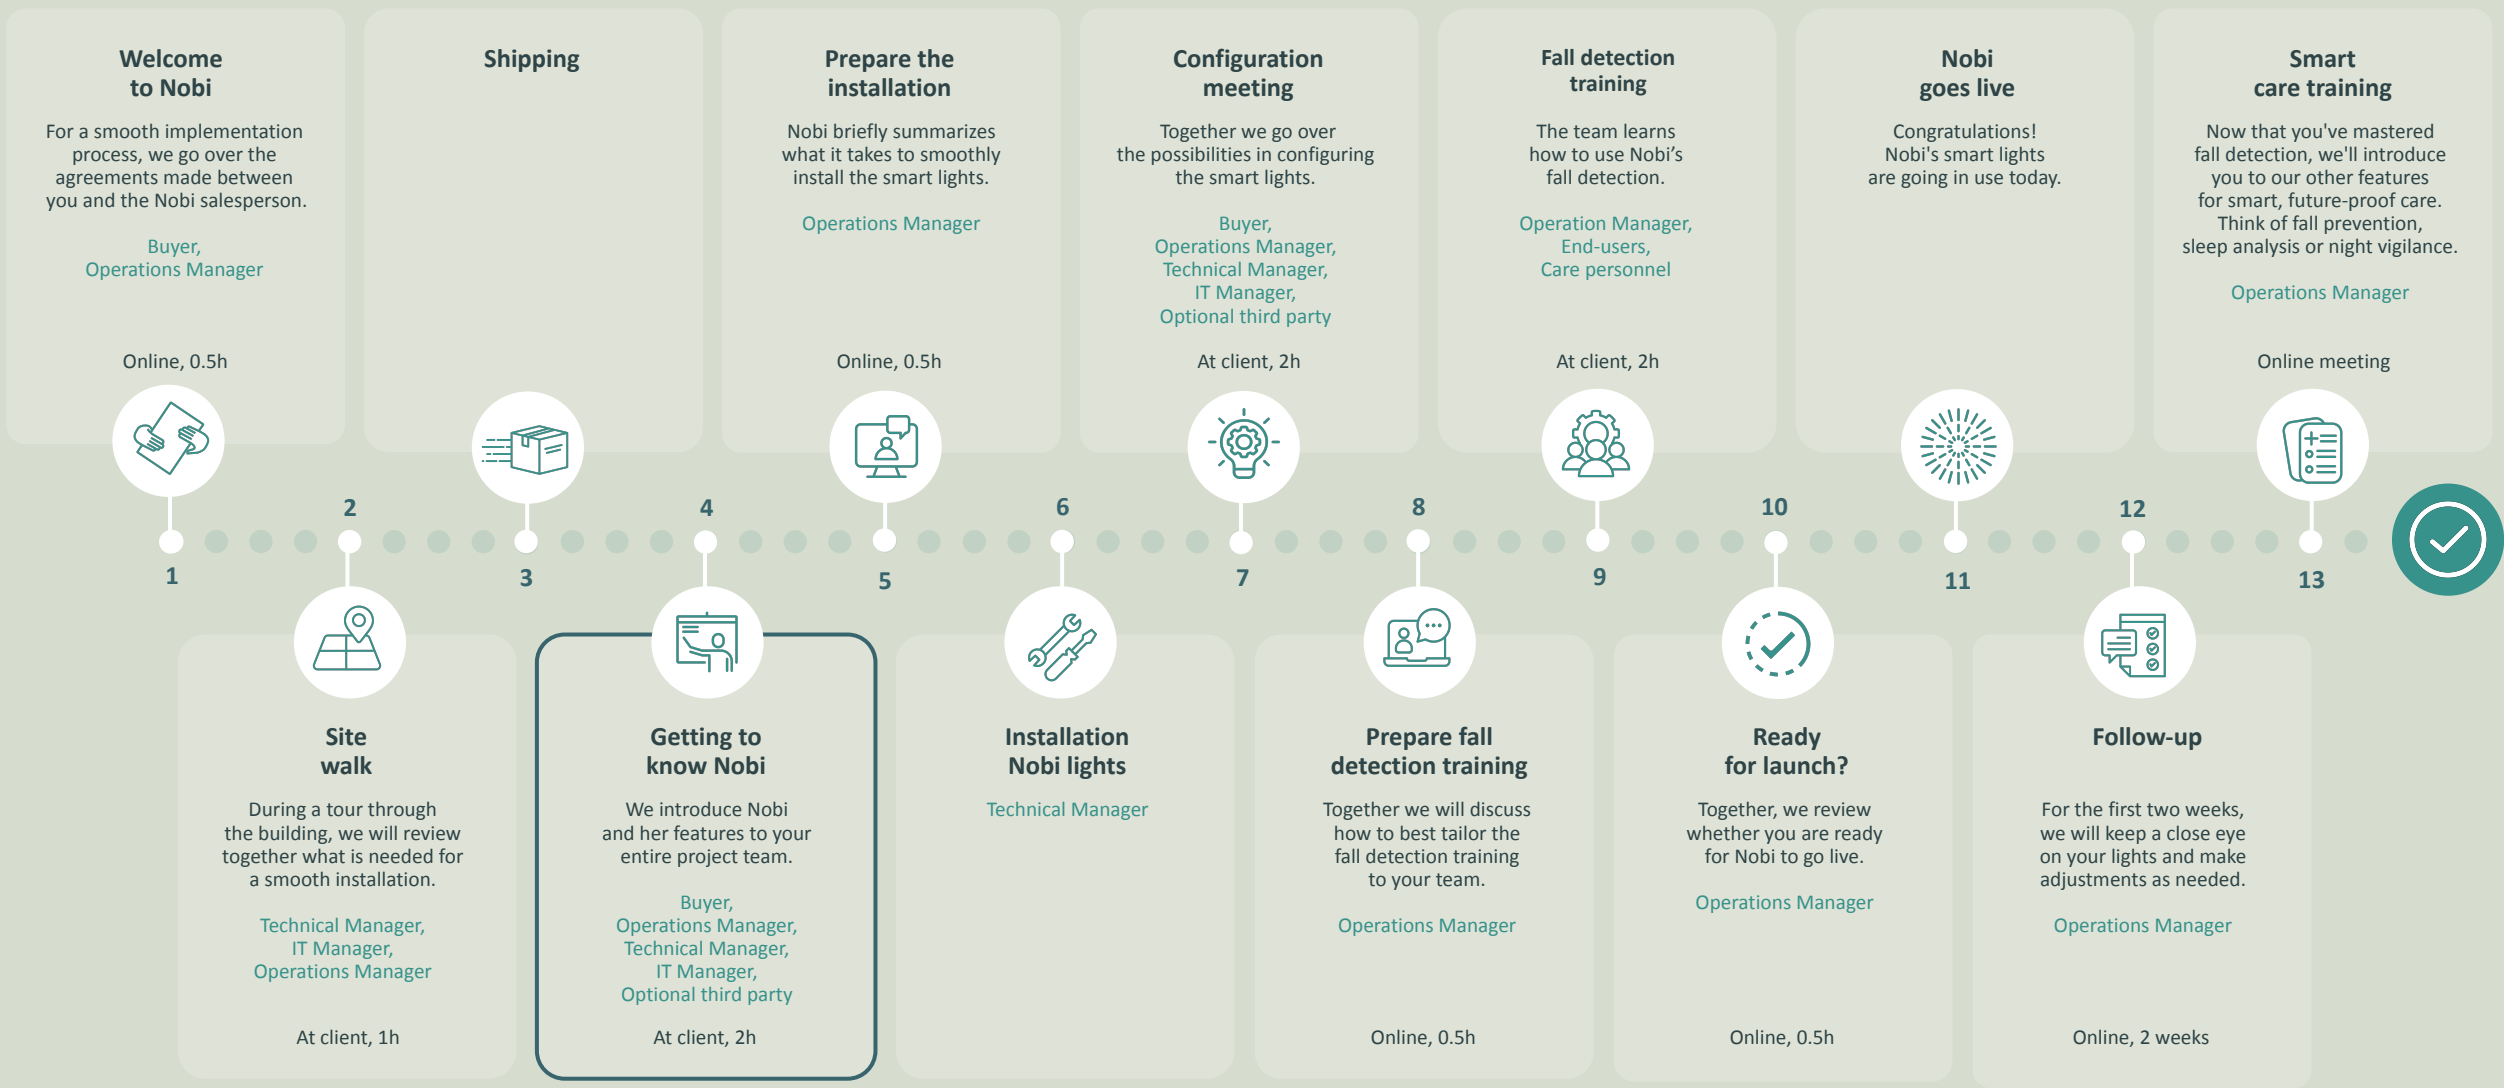 Welcome
to Nobi
For a smooth implementation
process, we go over the
agreements made between
you and the Nobi salesperson.
Buyer,
Operations Manager
Online, 0.5h
1
2
Site
walk
During a tour through
the building, we will review
together what is needed for
a smooth installation.
Technical Manager,
IT Manager,
Operations Manager
At client, 1h
Shipping
3
4
Getting to
know Nobi
We introduce Nobi
and her features to your
entire project team.
Buyer,
Operations Manager,
Technical Manager,
IT Manager,
Optional third party
At client, 2h
Prepare the
installation
Nobi briefly summarizes
what it takes to smoothly
install the smart lights.
Operations Manager
Online, 0.5h
5
6
Installation
Nobi lights
Technical Manager
Configuration
meeting
Together we go over
the possibilities in configuring
the smart lights.
Buyer,
Operations Manager,
Technical Manager,
IT Manager,
Optional third party
At client, 2h
7
8
Prepare fall
detection training
Together we will discuss
how to best tailor the
fall detection training
to your team.
Operations Manager
Online, 0.5h
Fall detection
training
The team learns
how to use Nobi’s
fall detection.
Operation Manager,
End-users,
Care personnel
At client, 2h
9
10
Ready
for launch?
Together, we review
whether you are ready
for Nobi to go live.
Operations Manager
Online, 0.5h
Nobi
goes live
Congratulations!
Nobi's smart lights
are going in use today.
11
12
Follow-up
For the first two weeks,
we will keep a close eye
on your lights and make
adjustments as needed.
Operations Manager
Online, 2 weeks
Smart
care training
Now that you've mastered
fall detection, we'll introduce
you to our other features
for smart, future-proof care.
Think of fall prevention,
sleep analysis or night vigilance.
Operations Manager
Online meeting
13